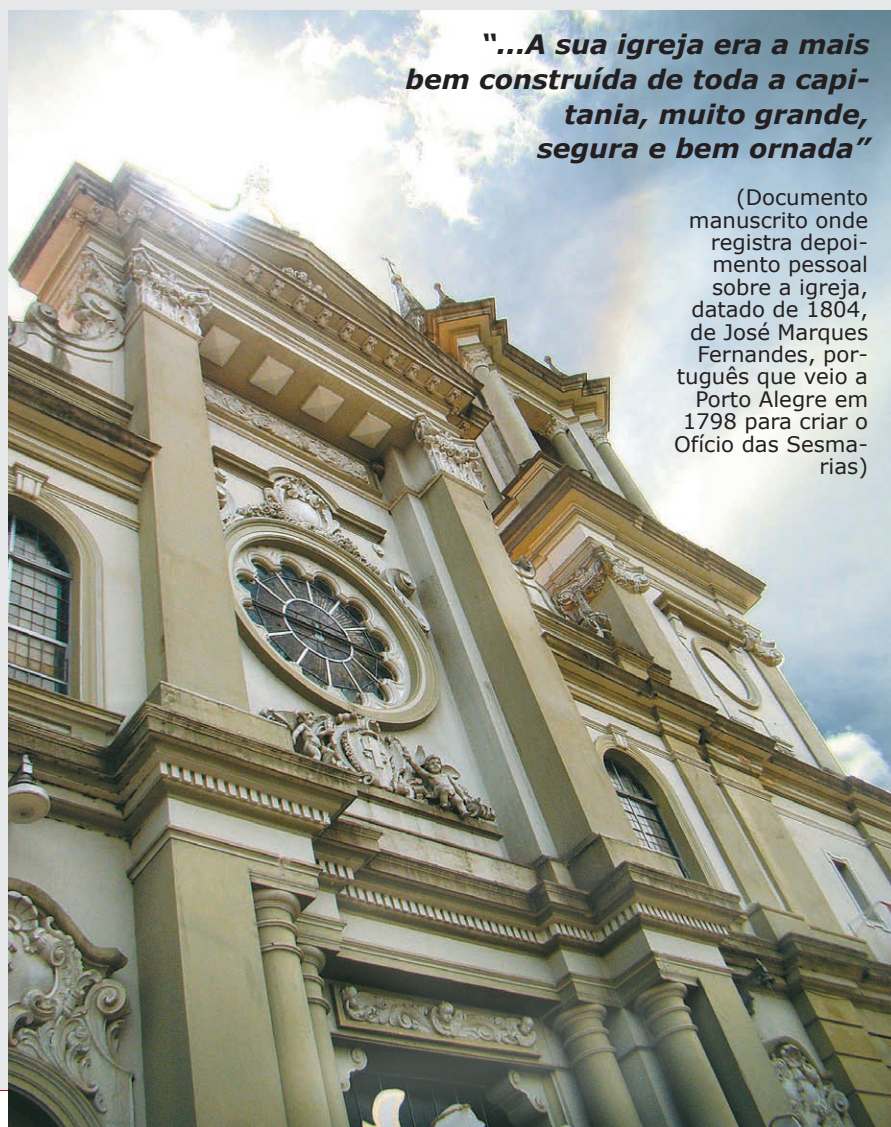 “...A sua igreja era a mais
bem construída de toda a capi-
tania, muito grande,
segura e bem ornada”
(Documento
manuscrito onde
registra depoi-
mento pessoal
sobre a igreja,
datado de 1804,
de José Marques
Fernandes, por-
tuguês que veio a
Porto Alegre em
1798 para criar o
Ofício das Sesma-
rias)